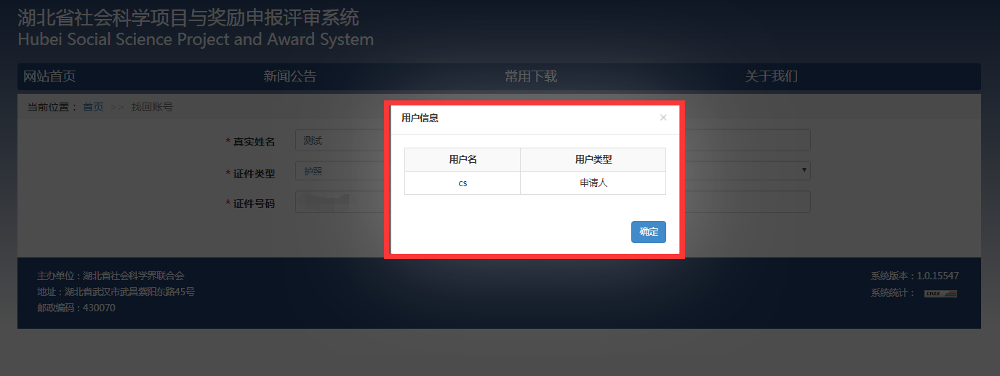 湖北省社会科学项目与奖励申报评审系统
Hubei Social Science Project and Award System
网站首页 新闻公告 常用下载 关于我们
当前位置： 首页 >> 找回账号
用户信息 ×
* 真实姓名 测试
用户名 用户类型
* 证件类型 护照
cs 申请人
* 证件号码
确定
主办单位：湖北省社会科学界联合会
地址：湖北省武汉市武昌紫阳东路45号
邮政编码：430070
系统版本：1.0.15547
系统统计： CNZZ